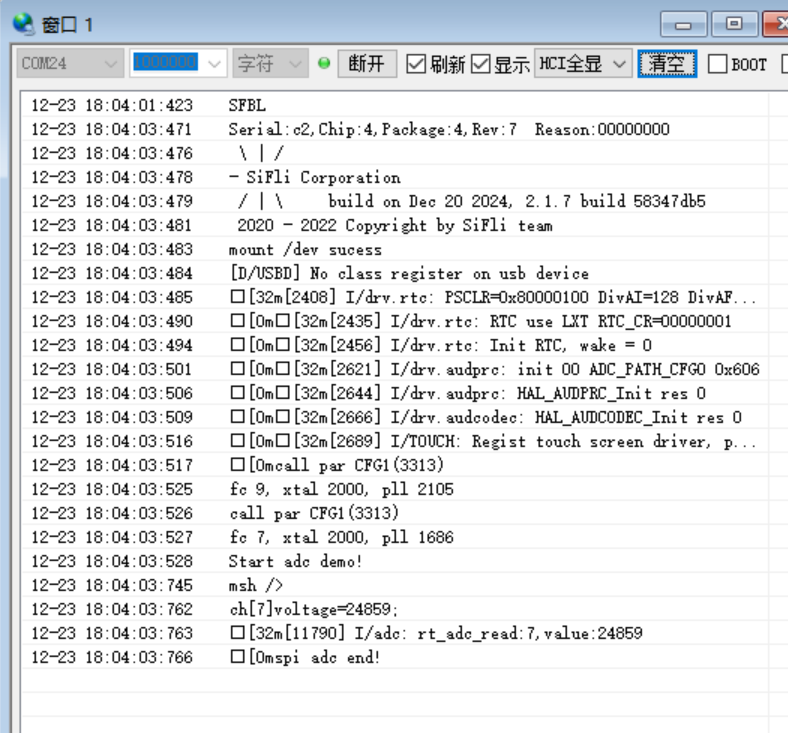 窗口 1
COM24 1000000 字符 断开 刷新 显示 HCI全显 清空 BOOT
12-23 18:04:01:423 SFBL
12-23 18:04:03:471 Serial:c2,Chip:4,Package:4,Rev:7 Reason:00000000
12-23 18:04:03:476 \ | /
12-23 18:04:03:478 - SiFli Corporation
12-23 18:04:03:479 / | \ build on Dec 20 2024, 2.1.7 build 58347db5
12-23 18:04:03:481 2020 - 2022 Copyright by SiFli team
12-23 18:04:03:483 mount /dev sucess
12-23 18:04:03:484 [D/USBD] No class register on usb device
12-23 18:04:03:485 □[32m[2408] I/drv.rtc: PSCLR=0x80000100 DivAI=128 DivAF...
12-23 18:04:03:490 □[0m□[32m[2435] I/drv.rtc: RTC use LXT RTC_CR=00000001
12-23 18:04:03:494 □[0m□[32m[2456] I/drv.rtc: Init RTC, wake = 0
12-23 18:04:03:501 □[0m□[32m[2621] I/drv.audprc: init 00 ADC_PATH_CFG0 0x606
12-23 18:04:03:506 □[0m□[32m[2644] I/drv.audprc: HAL_AUDPRC_Init res 0
12-23 18:04:03:509 □[0m□[32m[2666] I/drv.audcodec: HAL_AUDCODEC_Init res 0
12-23 18:04:03:516 □[0m□[32m[2689] I/TOUCH: Regist touch screen driver, p...
12-23 18:04:03:517 □[0mcall par CFG1(3313)
12-23 18:04:03:525 fc 9, xtal 2000, pll 2105
12-23 18:04:03:526 call par CFG1(3313)
12-23 18:04:03:527 fc 7, xtal 2000, pll 1686
12-23 18:04:03:528 Start adc demo!
12-23 18:04:03:745 msh />
12-23 18:04:03:762 ch[7]voltage=24859;
12-23 18:04:03:763 □[32m[11790] I/adc: rt_adc_read:7,value:24859
12-23 18:04:03:766 □[0mspi adc end!